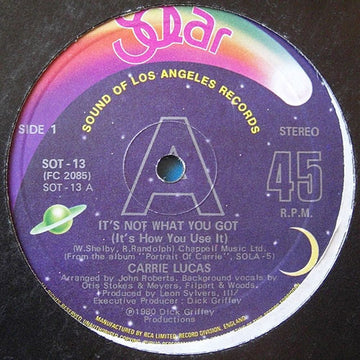 Solar
SOUND OF LOS ANGELES RECORDS
SIDE 1
STEREO
SOT-13
(FC 2085)
SOT-13 A
A
45
R.P.M.
IT'S NOT WHAT YOU GOT
(It's How You Use It)
(W.Shelby, R.Randolph) Chappell Music Ltd.
(From the album "Portrait Of Carrie", SOLA-5)
CARRIE LUCAS
Arranged by John Roberts. Background vocals by
Otis Stokes & Meyers, Filpart & Woods.
Produced by Leon Sylvers, III/
Executive Producer: Dick Griffey
℗1980 Dick Griffey
Productions
MANUFACTURED BY RCA LIMITED RECORD DIVISION, ENGLAND.